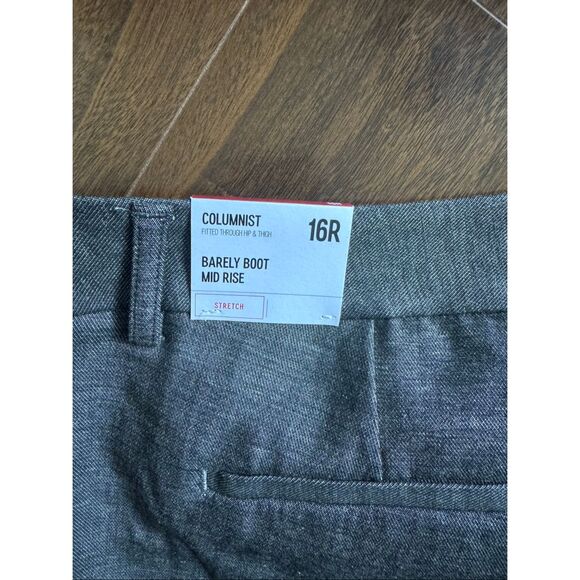 COLUMNIST
16R
FITTED THROUGH HIP & THIGH
BARELY BOOT
MID RISE
STRETCH